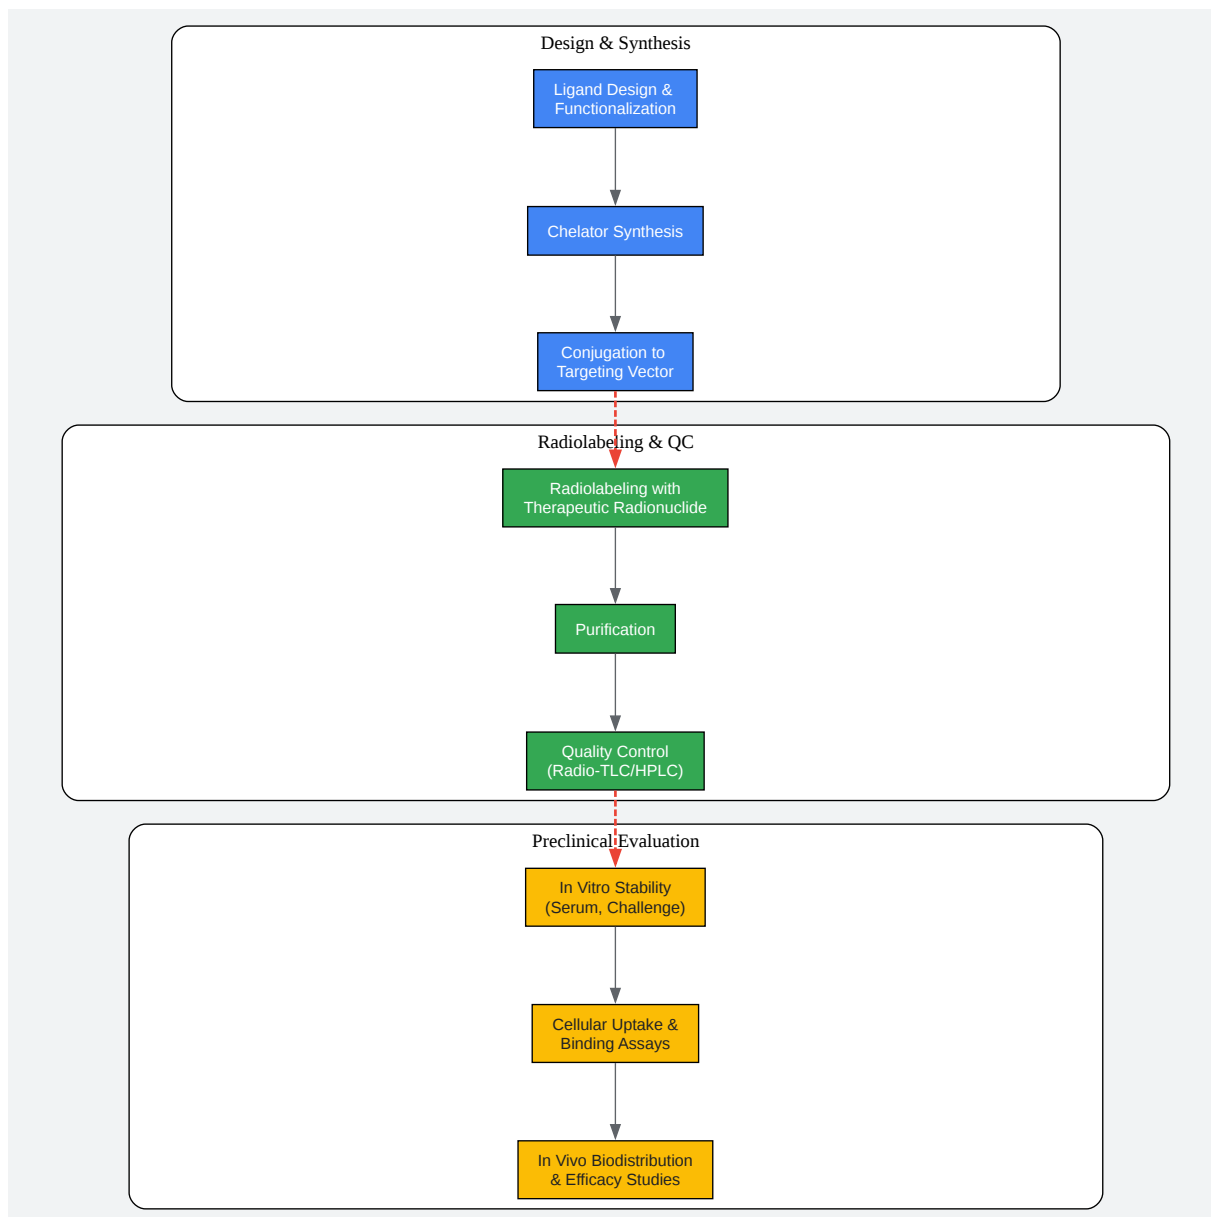 Design & Synthesis
Ligand Design &
Functionalization
Chelator Synthesis
Conjugation to
Targeting Vector
Radiolabeling & QC
Radiolabeling with
Therapeutic Radionuclide
Purification
Quality Control
(Radio-TLC/HPLC)
Preclinical Evaluation
In Vitro Stability
(Serum, Challenge)
Cellular Uptake &
Binding Assays
In Vivo Biodistribution
& Efficacy Studies